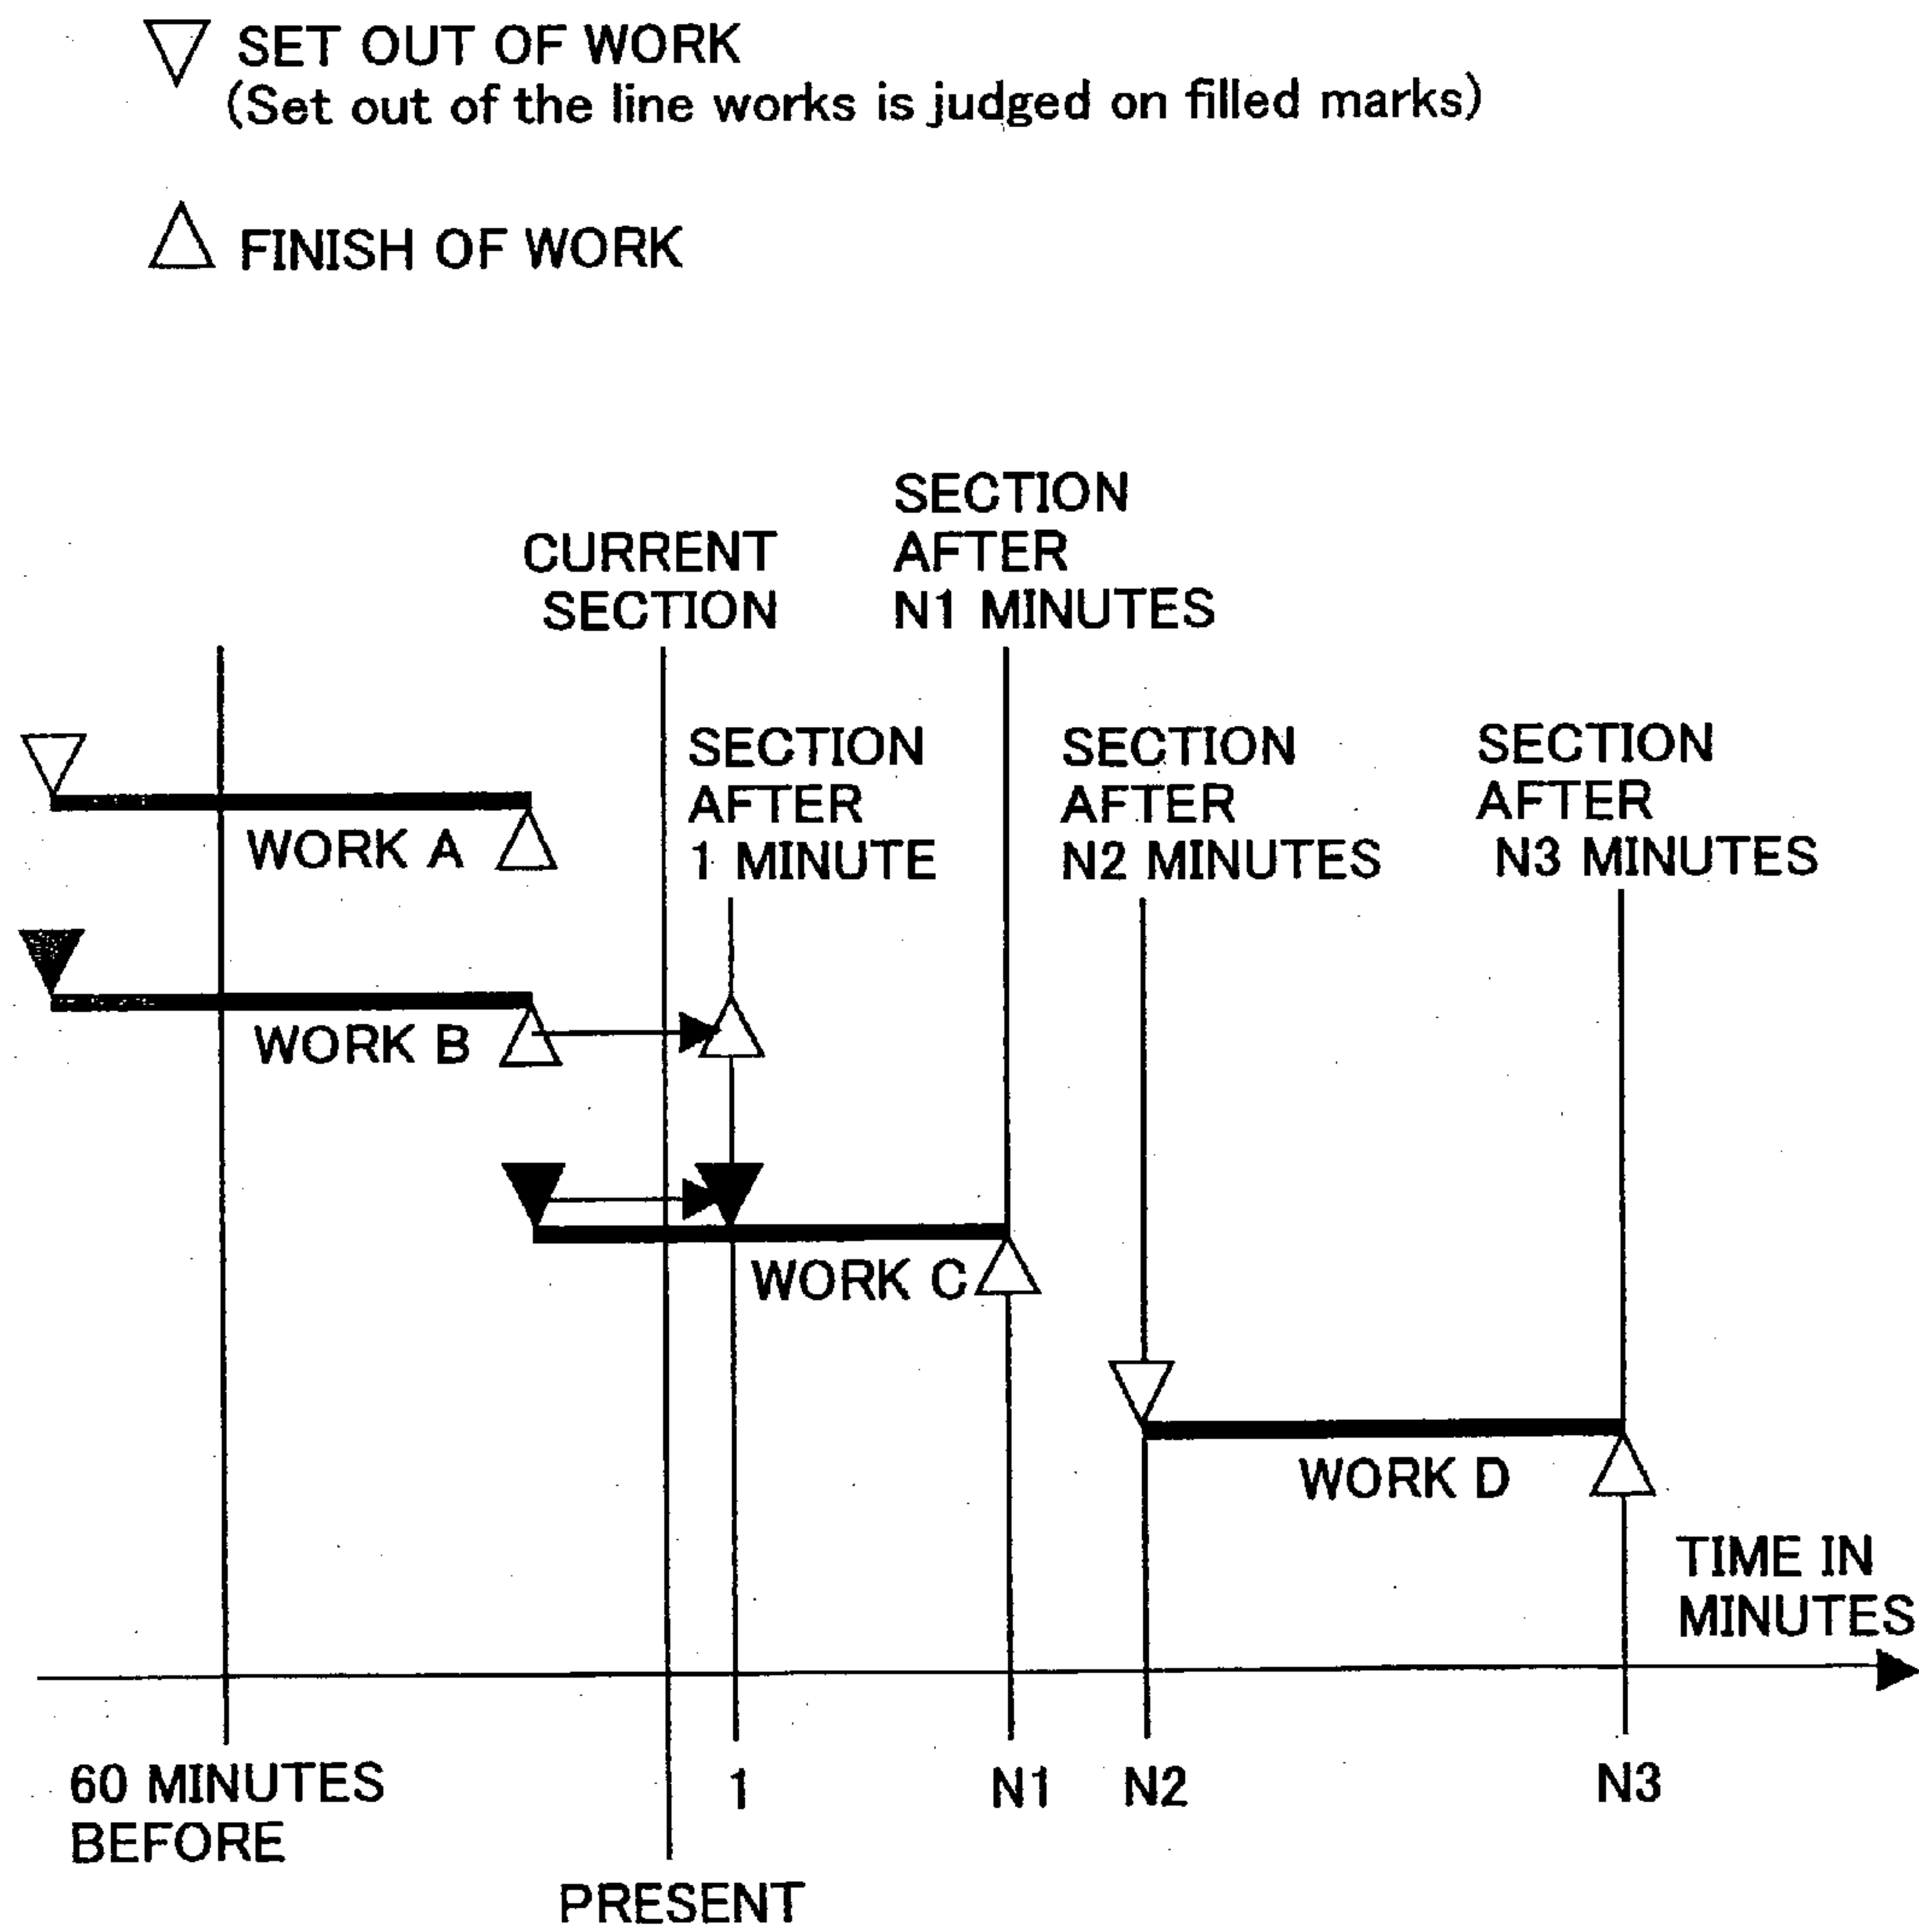 SET OUT OF WORK
(Set out of the line works is judged on filled marks)
FINISH OF WORK
CURRENT
SECTION
SECTION
AFTER
N1 MINUTES
SECTION
AFTER
1 MINUTE
SECTION
AFTER
N2 MINUTES
SECTION
AFTER
N3 MINUTES
WORK A
WORK B
WORK C
WORK D
TIME IN
MINUTES
60 MINUTES
BEFORE
PRESENT
1
N1
N2
N3